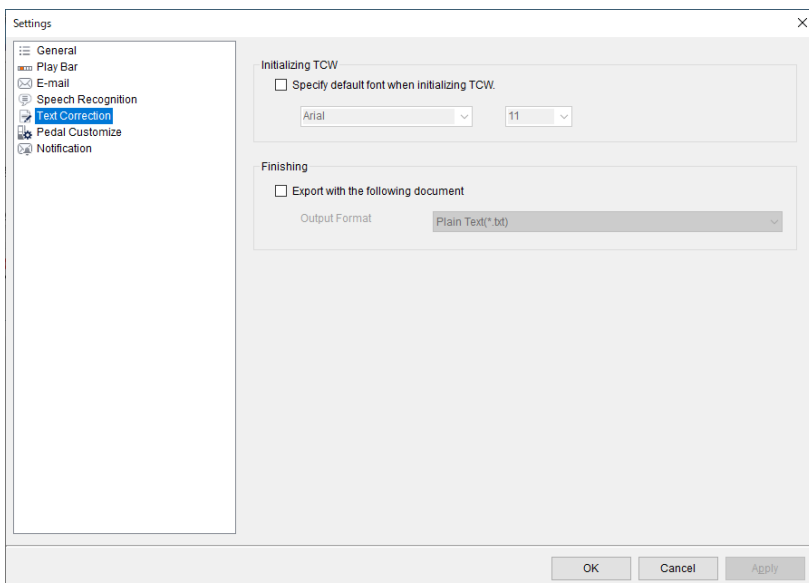 Settings
General
Play Bar
E-mail
Speech Recognition
Text Correction
Pedal Customize
Notification
Initializing TCW
Specify default font when initializing TCW.
Arial 11
Finishing
Export with the following document
Output Format Plain Text(*.txt)
OK Cancel Apply